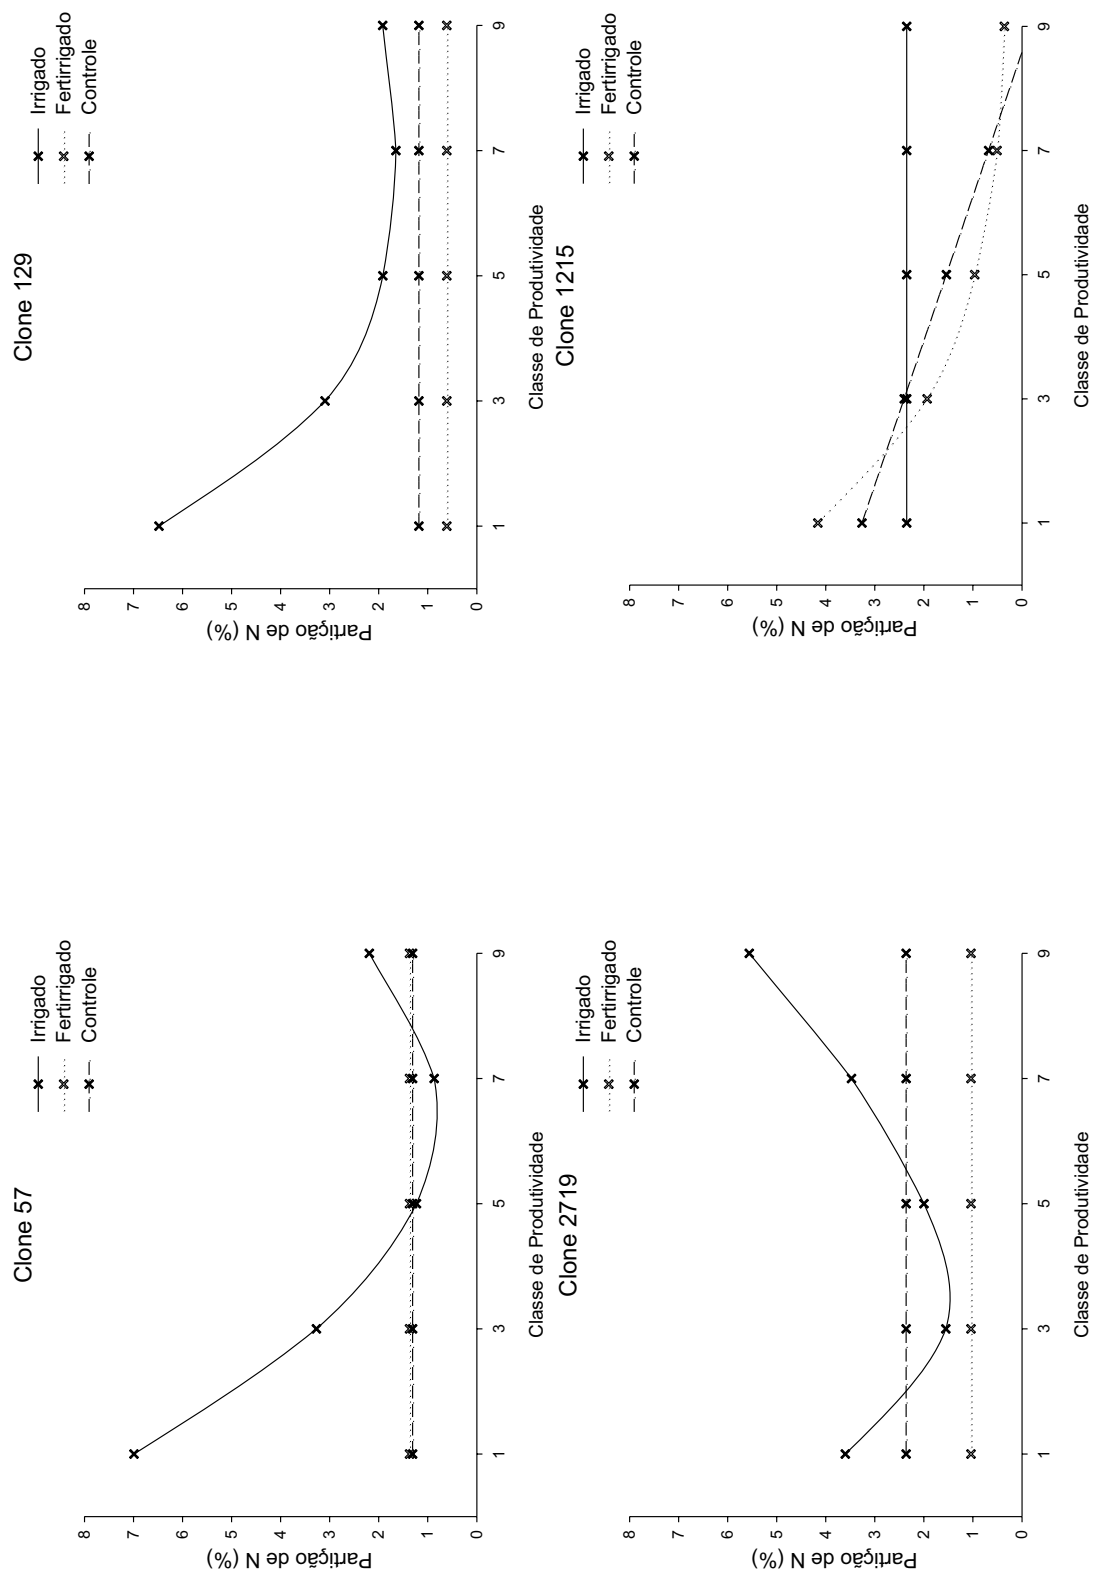 Clone 57
Irrigado
Fertirrigado
Controle
8
7
6
5
4
3
2
1
0
Partição de N (%)
1
3
5
7
9
Classe de Produtividade
Clone 129
Irrigado
Fertirrigado
Controle
8
7
6
5
4
3
2
1
0
Partição de N (%)
1
3
5
7
9
Classe de Produtividade
Clone 2719
Irrigado
Fertirrigado
Controle
8
7
6
5
4
3
2
1
0
Partição de N (%)
1
3
5
7
9
Classe de Produtividade
Clone 1215
Irrigado
Fertirrigado
Controle
8
7
6
5
4
3
2
1
0
Partição de N (%)
1
3
5
7
9
Classe de Produtividade